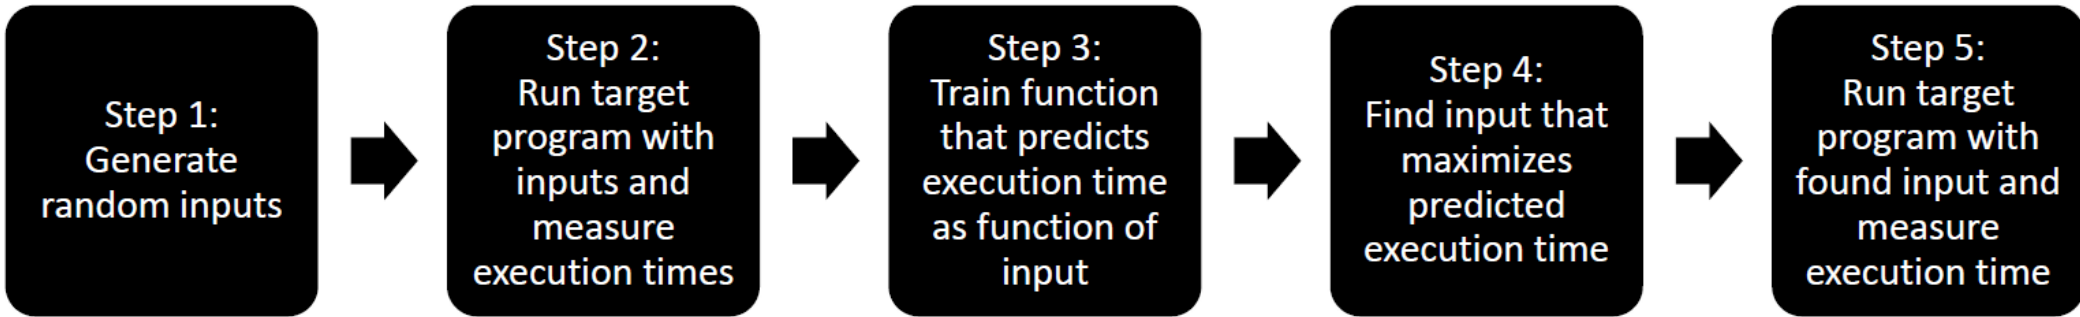 Step 1:
Generate
random inputs
Step 2:
Run target
program with
inputs and
measure
execution times
Step 3:
Train function
that predicts
execution time
as function of
input
Step 4:
Find input that
maximizes
predicted
execution time
Step 5:
Run target
program with
found input and
measure
execution time